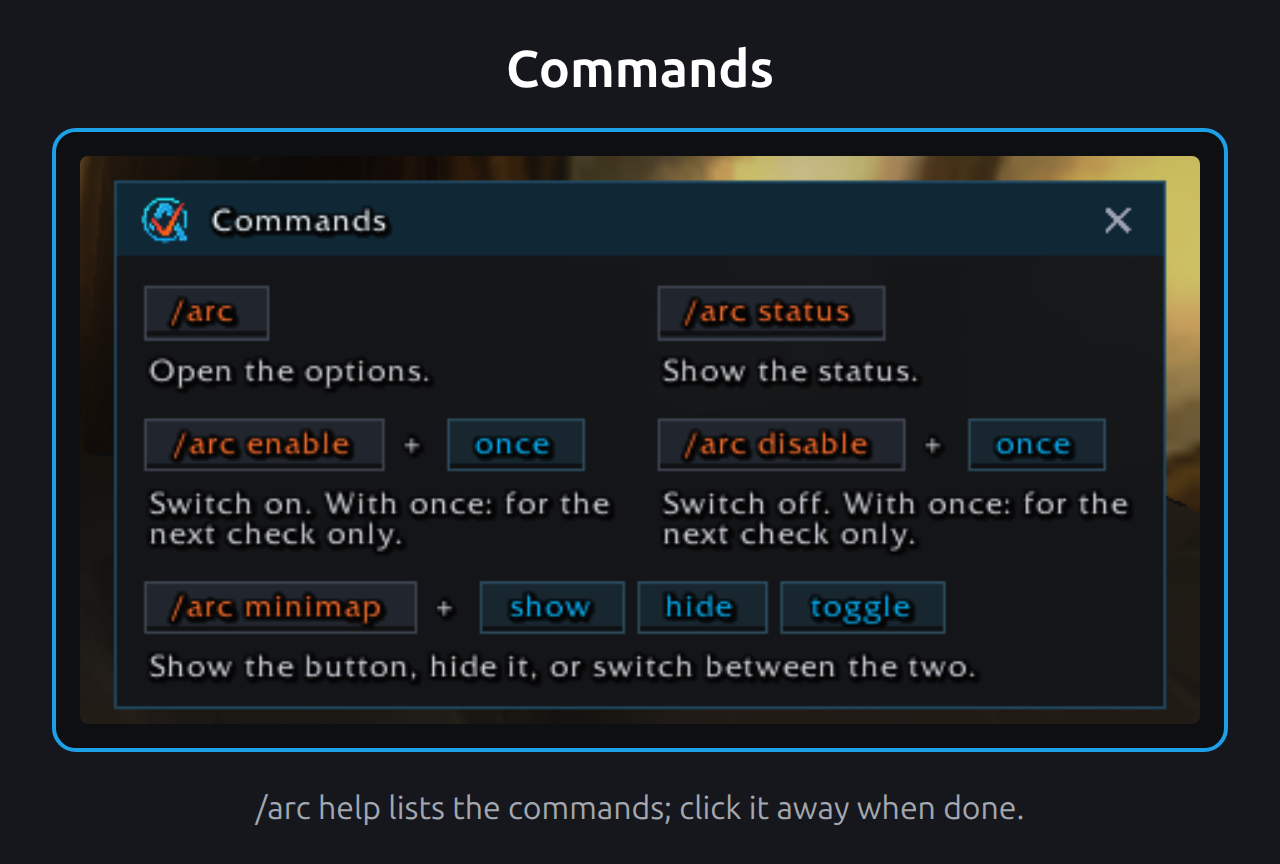 Commands
Commands
/arc
/arc status
Open the options.
Show the status.
/arc enable + once
/arc disable + once
Switch on. With once: for the
next check only.
Switch off. With once: for the
next check only.
/arc minimap + show hide toggle
Show the button, hide it, or switch between the two.
/arc help lists the commands; click it away when done.